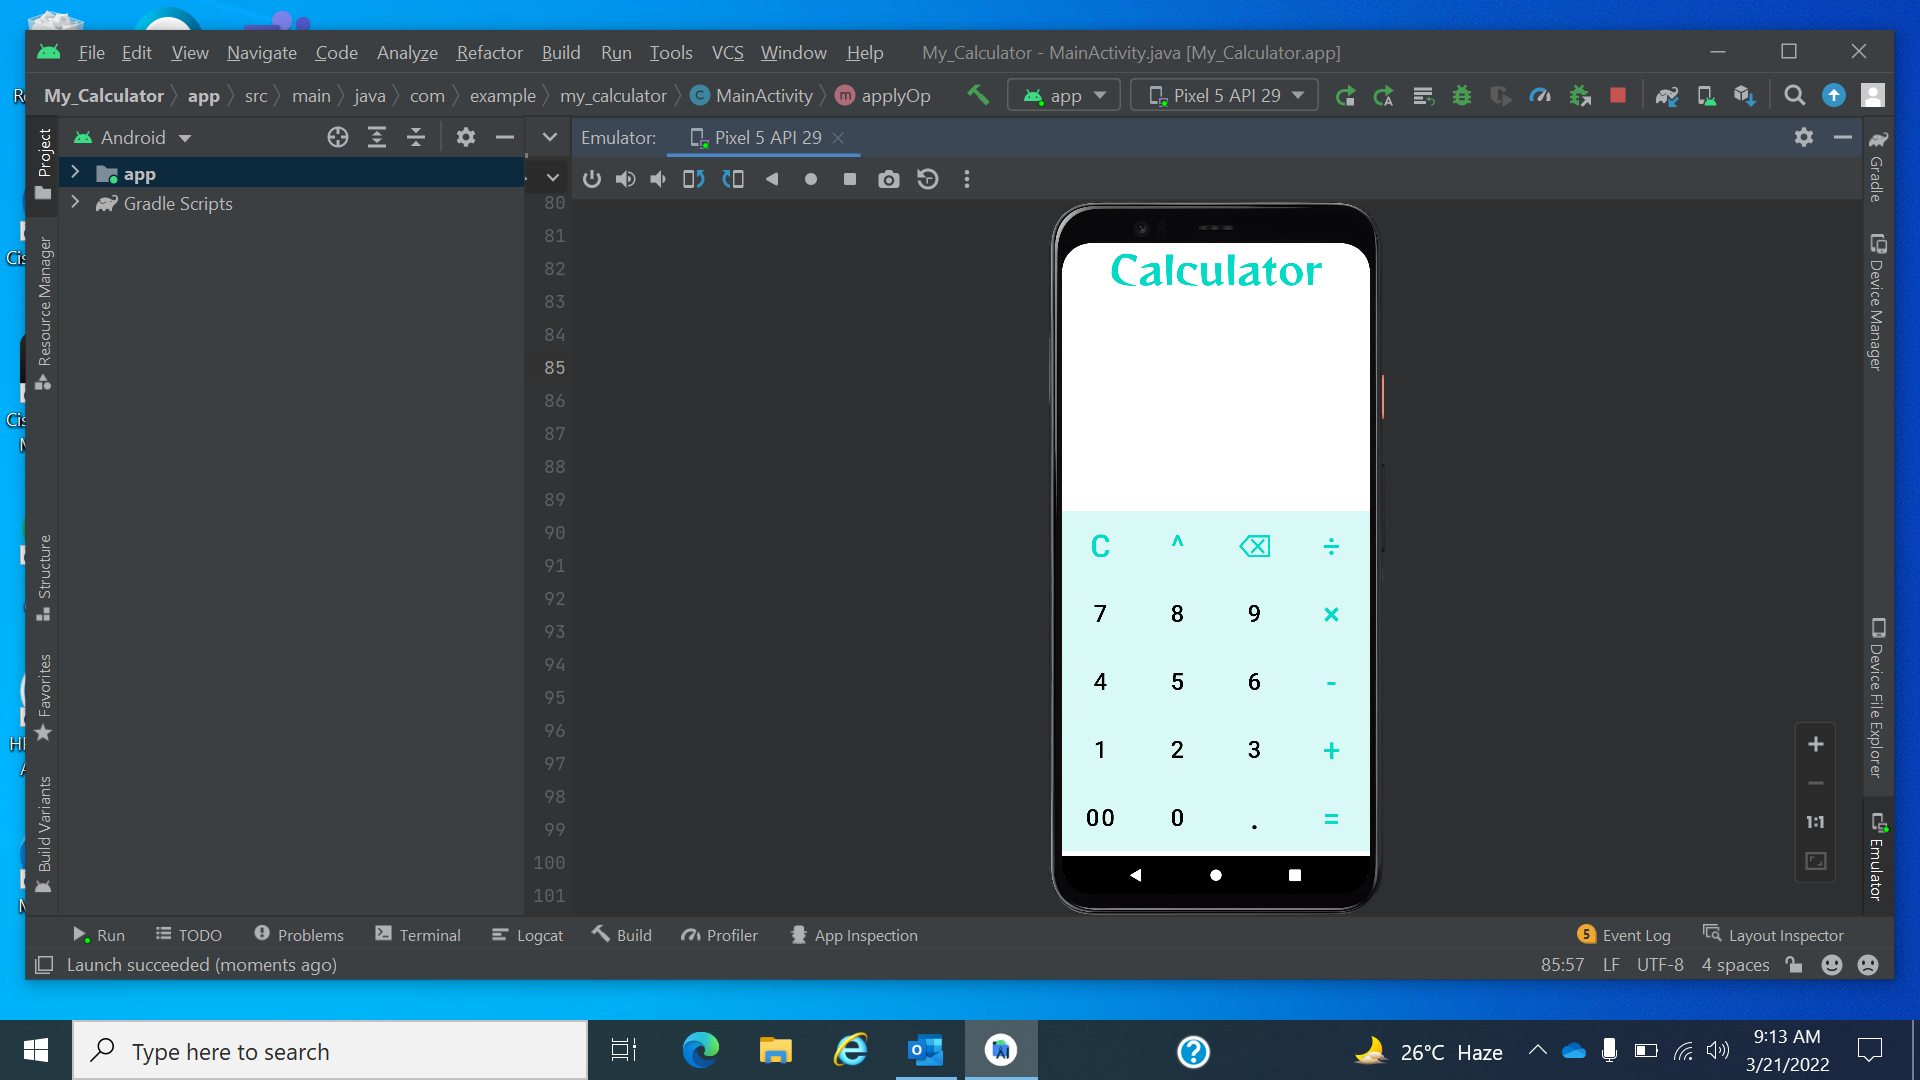 File Edit View Navigate Code Analyze Refactor Build Run Tools VCS Window Help My_Calculator - MainActivity.java [My_Calculator.app]
My_Calculator app src main java com example my_calculator C MainActivity m applyOp app Pixel 5 API 29
Android
Emulator: Pixel 5 API 29
app
Gradle Scripts
Project
Resource Manager
Structure
Favorites
Build Variants
80
81
82
83
84
85
86
87
88
89
90
91
92
93
94
95
96
97
98
99
100
101
Calculator
C ^ ÷
7 8 9 ×
4 5 6 -
1 2 3 +
00 0 . =
1:1
Gradle
Device Manager
Device File Explorer
Emulator
Run TODO Problems Terminal Logcat Build Profiler App Inspection 5 Event Log Layout Inspector
Launch succeeded (moments ago) 85:57 LF UTF-8 4 spaces
Type here to search
26°C Haze
9:13 AM
3/21/2022